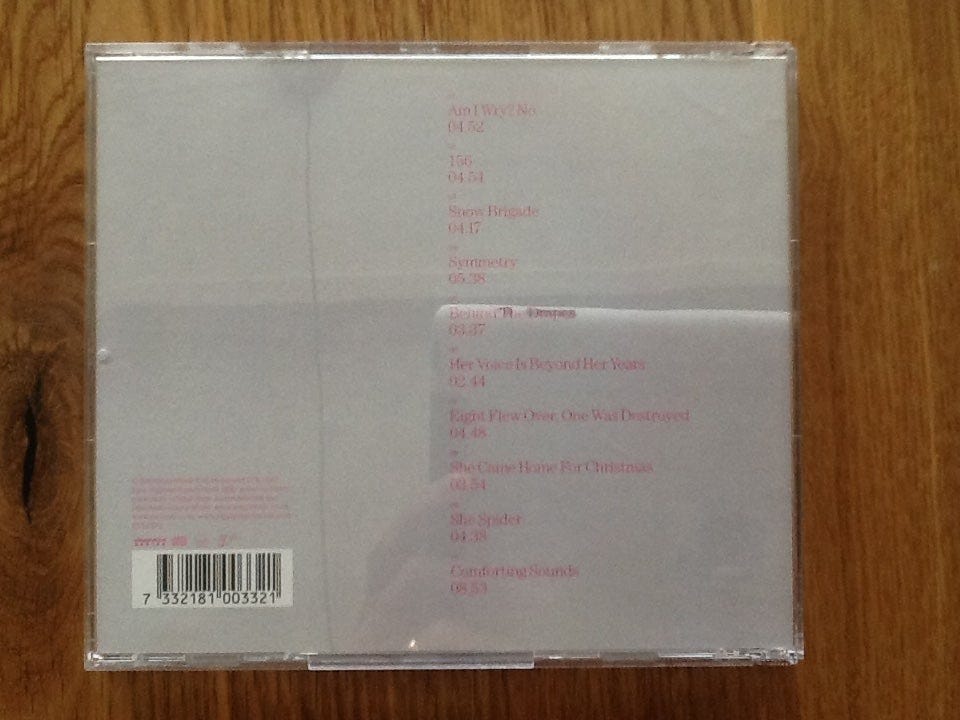 Am I Wry? No
04.52
156
04.54
Snow Brigade
04.17
Symmetry
05.38
Behind The Drapes
03.37
Her Voice Is Beyond Her Years
02.44
Eight Flew Over, One Was Destroyed
04.48
She Came Home For Christmas
03.54
She Spider
04.38
Comforting Sounds
08.53
7 332181 003321